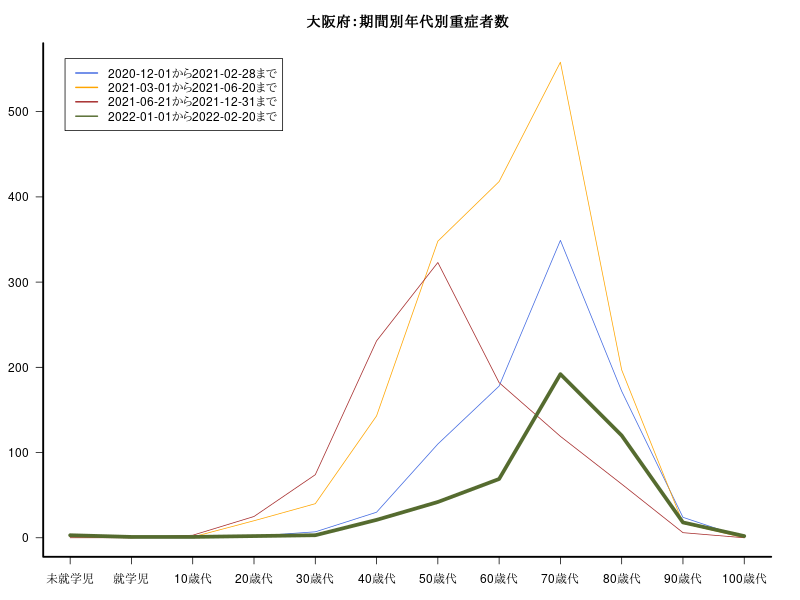 大阪府：期間別年代別重症者数
2020-12-01から2021-02-28まで
2021-03-01から2021-06-20まで
2021-06-21から2021-12-31まで
2022-01-01から2022-02-20まで
500
400
300
200
100
0
未就学児 就学児 10歳代 20歳代 30歳代 40歳代 50歳代 60歳代 70歳代 80歳代 90歳代 100歳代